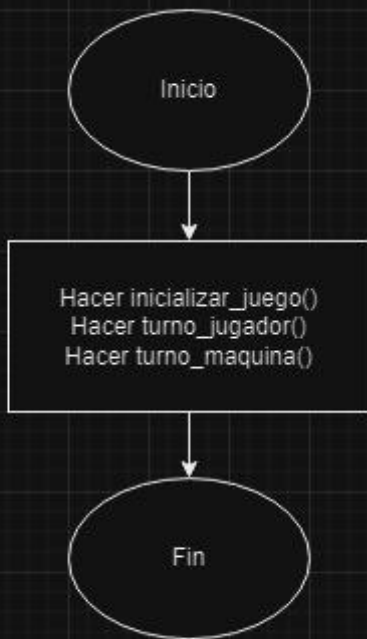 Inicio
Hacer inicializar_juego()
Hacer turno_jugador()
Hacer turno_maquina()
Fin